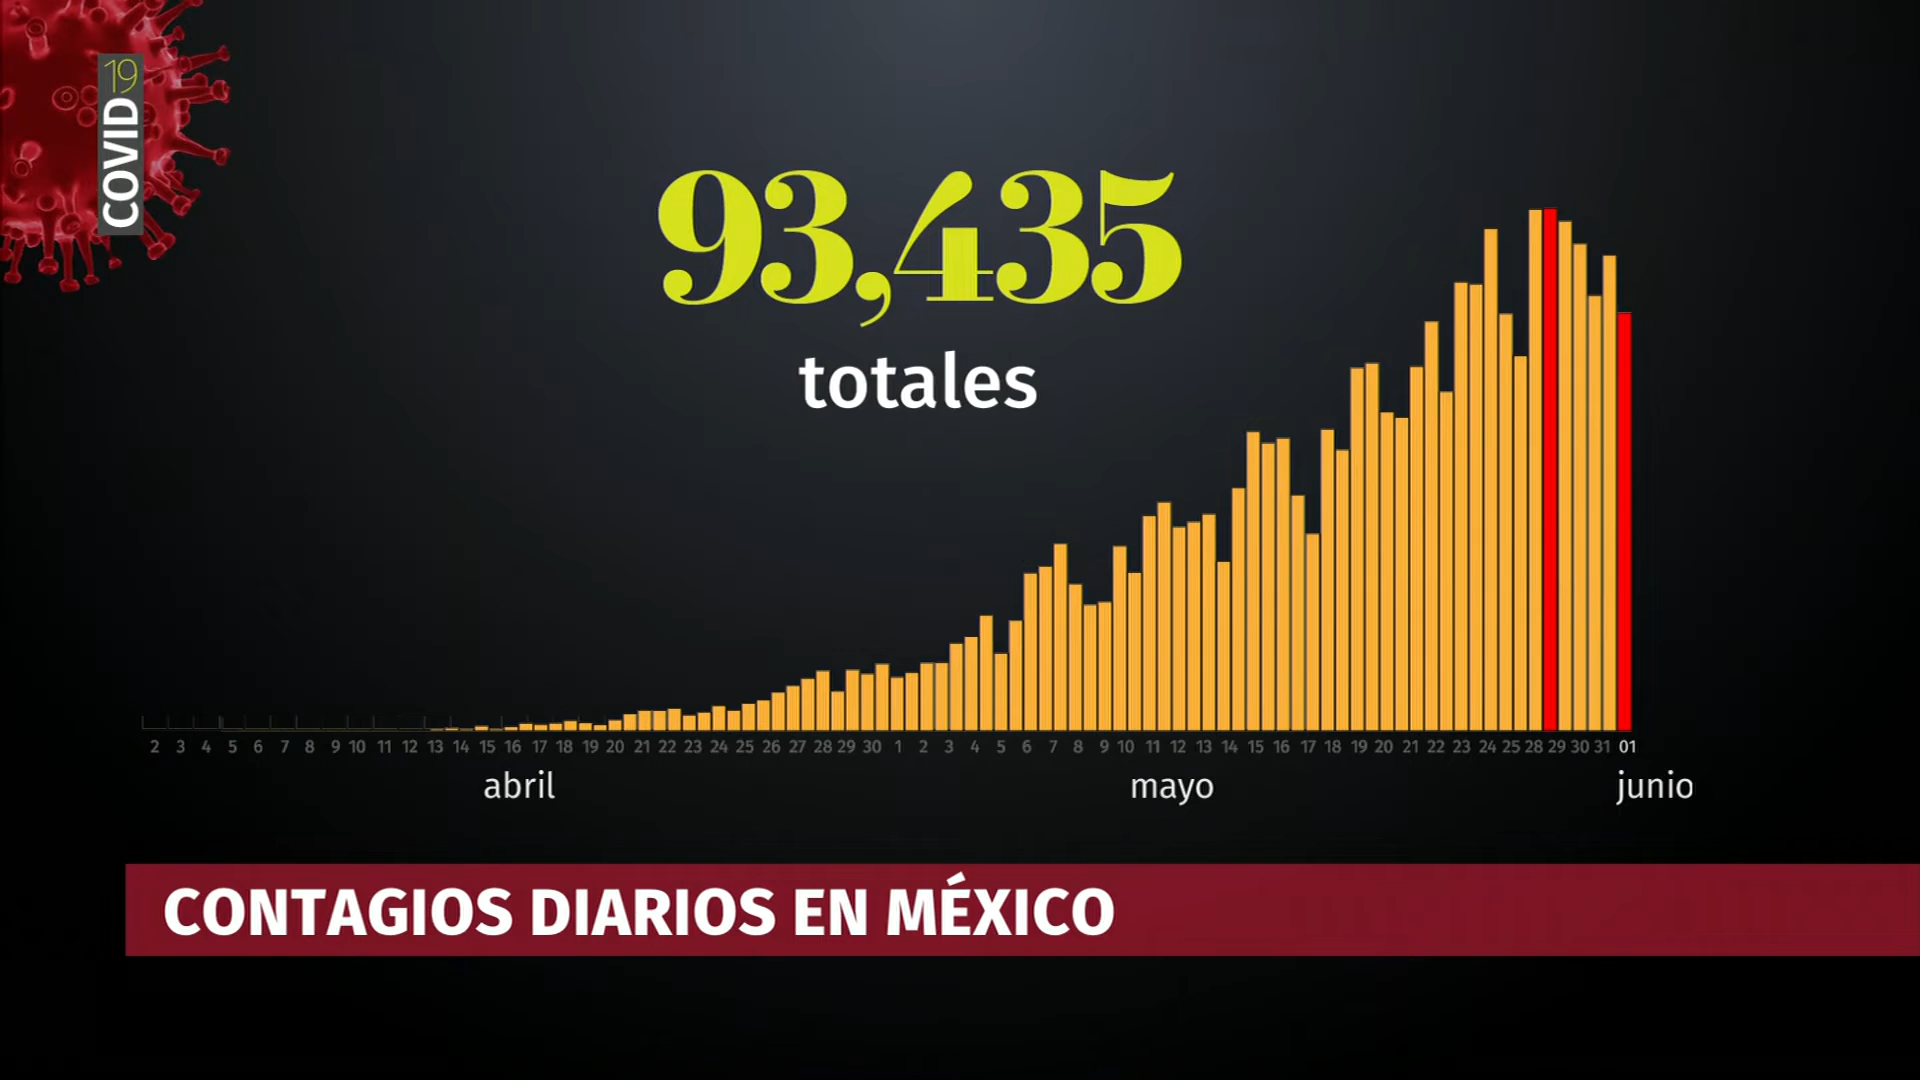 COVID 19
93,435
totales
2 3 4 5 6 7 8 9 10 11 12 13 14 15 16 17 18 19 20 21 22 23 24 25 26 27 28 29 30 1 2 3 4 5 6 7 8 9 10 11 12 13 14 15 16 17 18 19 20 21 22 23 24 25 28 29 30 31 01
abril mayo junio
CONTAGIOS DIARIOS EN MÉXICO